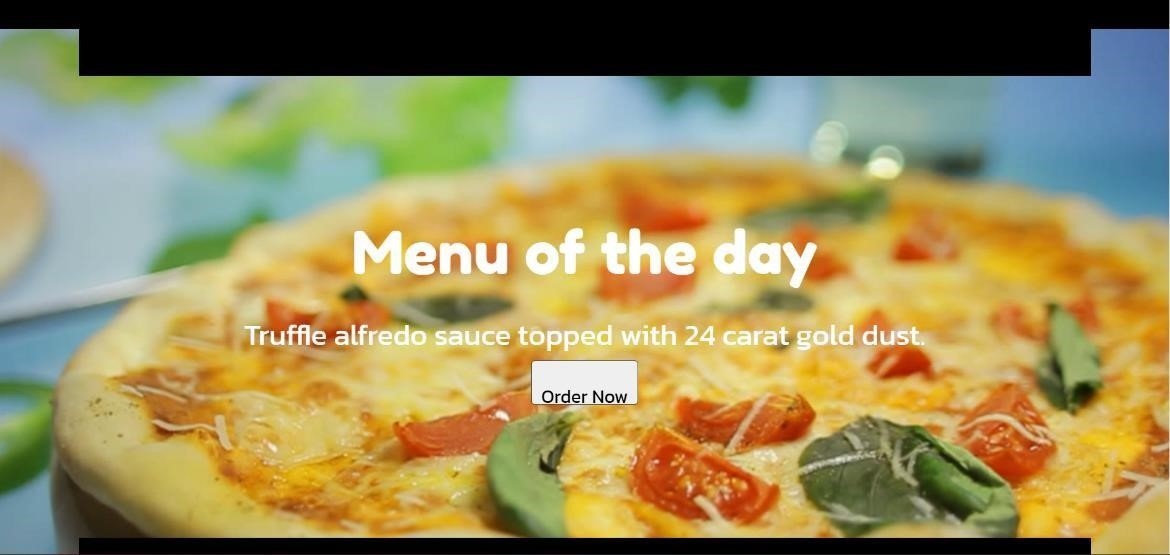 Menu of the day
Truffle alfredo sauce topped with 24 carat gold dust.
Order Now